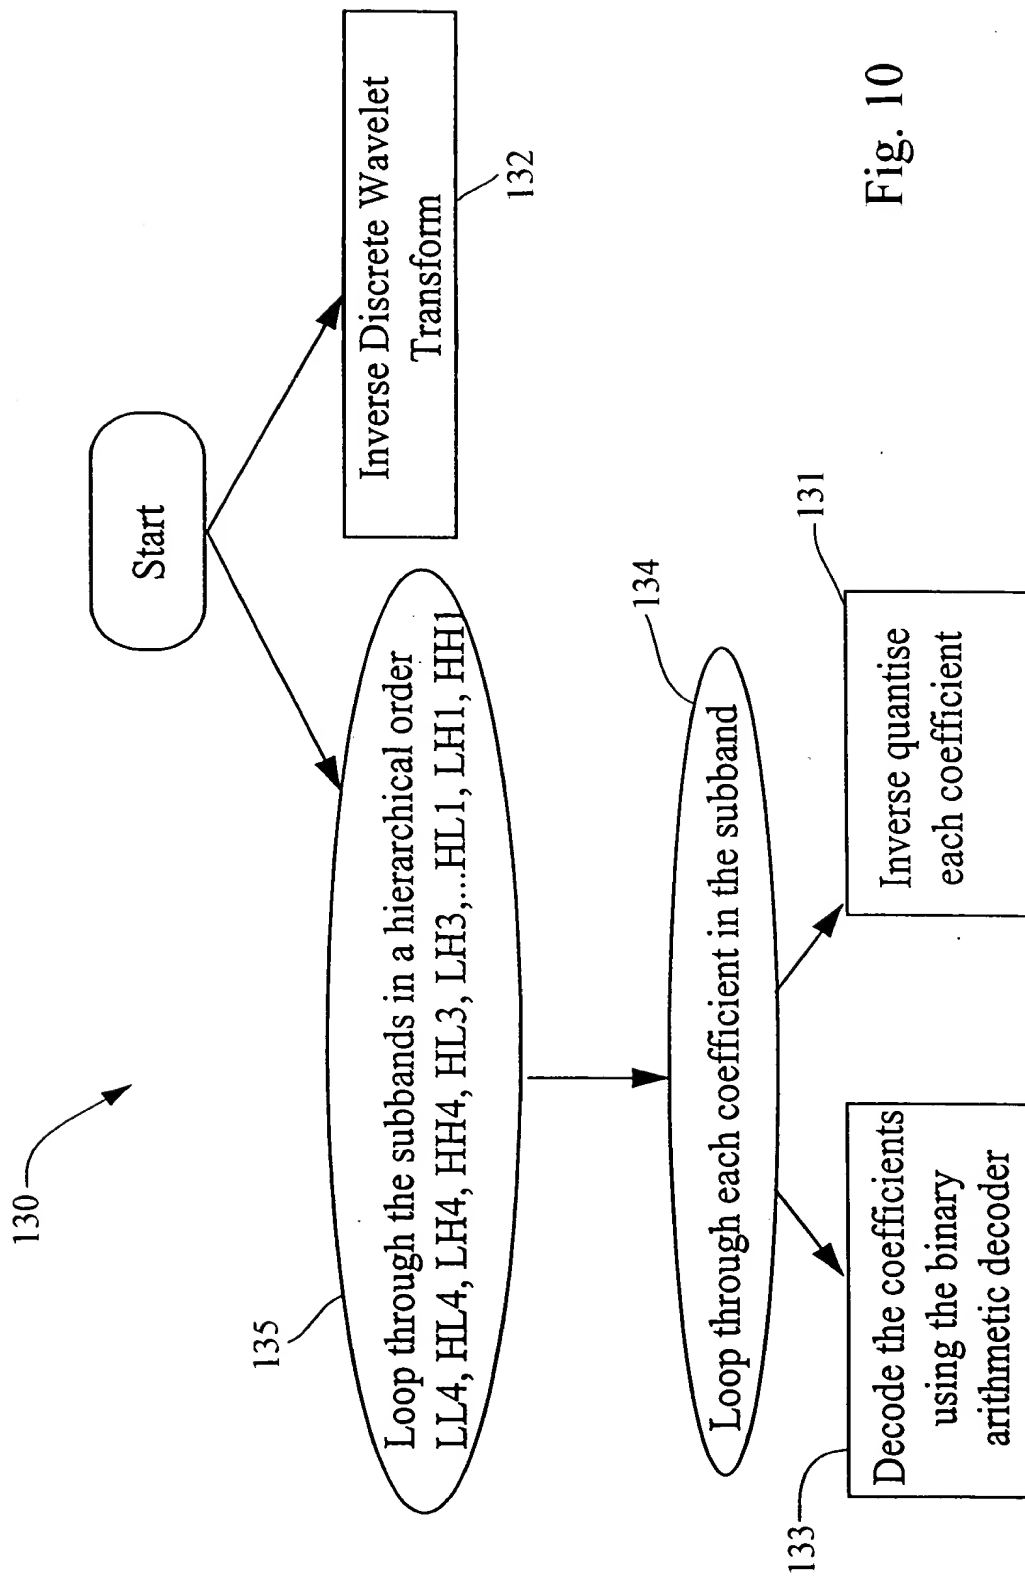 130
Start
135
Loop through the subbands in a hierarchical order
LL4, HL4, LH4, HH4, HL3, LH3,...HL1, LH1, HH1
Inverse Discrete Wavelet
Transform
132
134
Loop through each coefficient in the subband
133
Decode the coefficients
using the binary
arithmetic decoder
131
Inverse quantise
each coefficient
Fig. 10